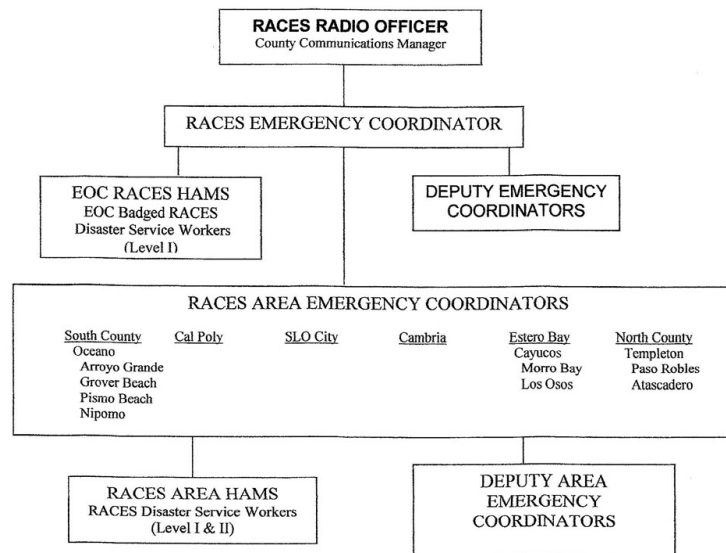 RACES RADIO OFFICER
County Communications Manager
RACES EMERGENCY COORDINATOR
EOC RACES HAMS
EOC Badged RACES
Disaster Service Workers
(Level I)
DEPUTY EMERGENCY
COORDINATORS
RACES AREA EMERGENCY COORDINATORS
South County Cal Poly SLO City Cambria Estero Bay North County
Oceano Cayucos Templeton
Arroyo Grande Morro Bay Paso Robles
Grover Beach Los Osos Atascadero
Pismo Beach
Nipomo
RACES AREA HAMS
RACES Disaster Service Workers
(Level I & II)
DEPUTY AREA
EMERGENCY
COORDINATORS